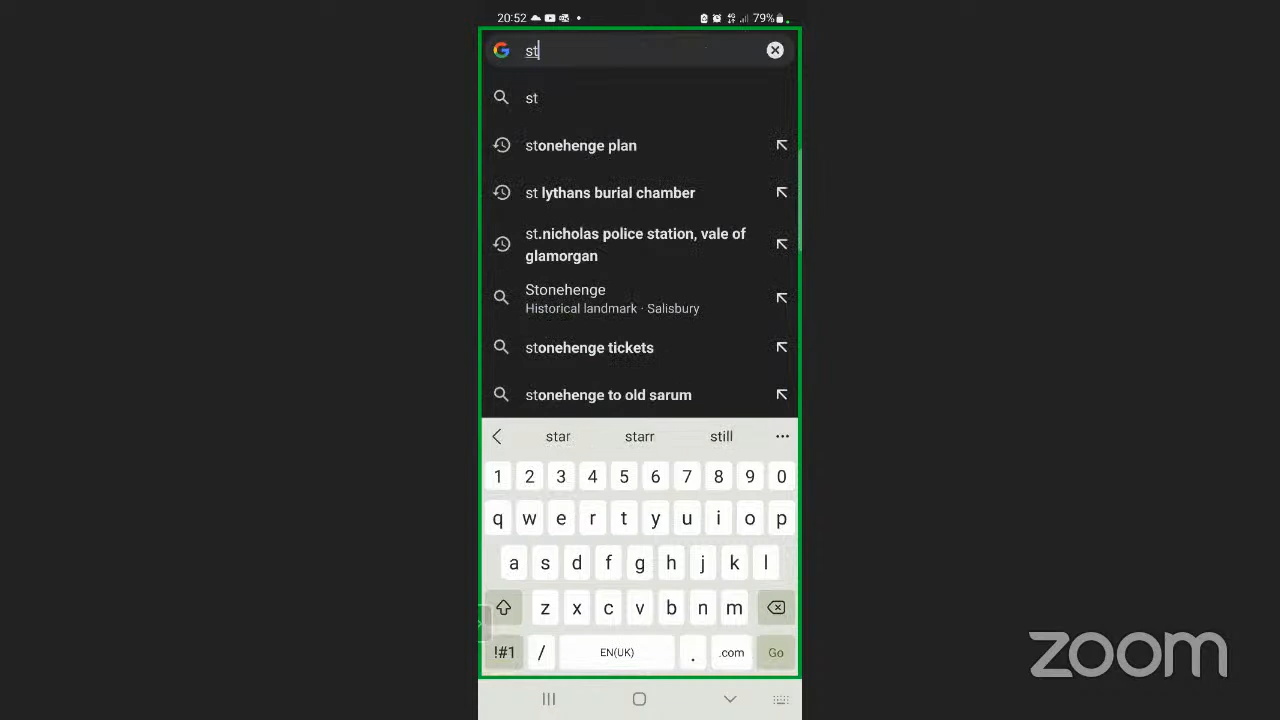 20:52 79%
st
st
stonehenge plan
st lythans burial chamber
st.nicholas police station, vale of
glamorgan
Stonehenge
Historical landmark · Salisbury
stonehenge tickets
stonehenge to old sarum
star starr still
1 2 3 4 5 6 7 8 9 0
q w e r t y u i o p
a s d f g h j k l
z x c v b n m
!#1 / EN(UK) . .com Go
zoom